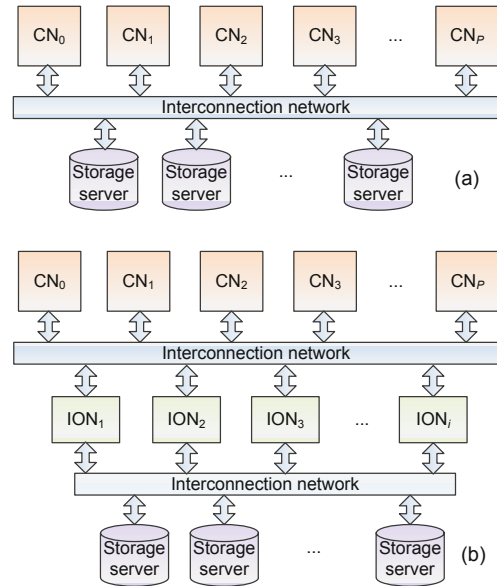 CN0 CN1 CN2 CN3 ... CNP
Interconnection network
Storage server Storage server ... Storage server
(a)
CN0 CN1 CN2 CN3 ... CNP
Interconnection network
ION1 ION2 ION3 ... IONi
Interconnection network
Storage server Storage server ... Storage server
(b)